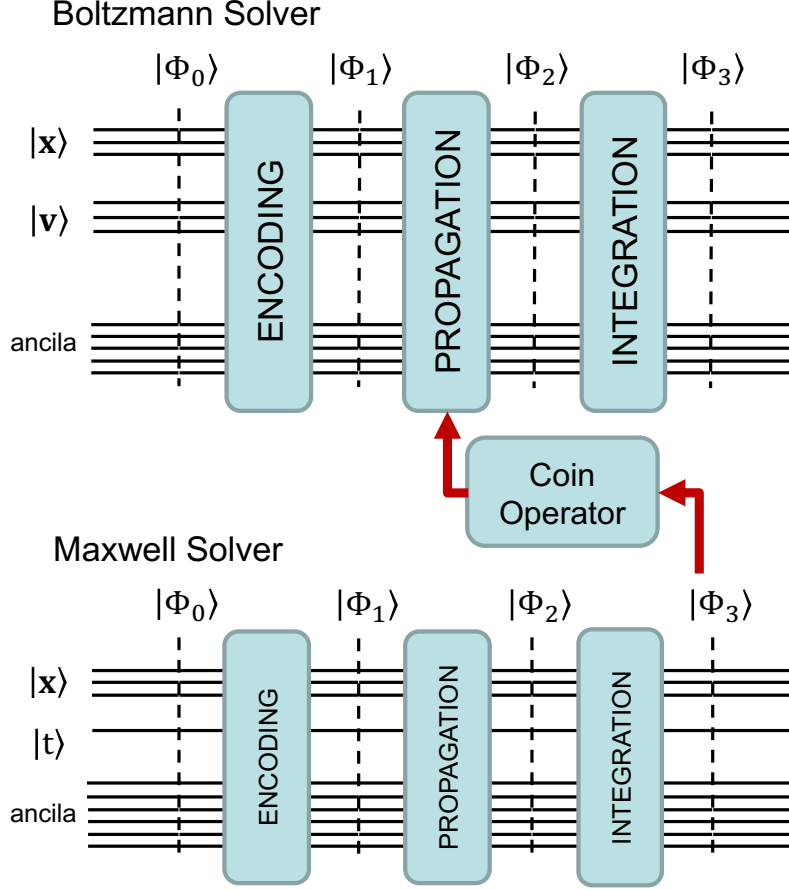 Boltzmann Solver
|Φ₀⟩ |Φ₁⟩ |Φ₂⟩ |Φ₃⟩
|𝐱⟩
|𝐯⟩
ancila
ENCODING
PROPAGATION
INTEGRATION
Coin
Operator
Maxwell Solver
|Φ₀⟩ |Φ₁⟩ |Φ₂⟩ |Φ₃⟩
|𝐱⟩
|t⟩
ancila
ENCODING
PROPAGATION
INTEGRATION